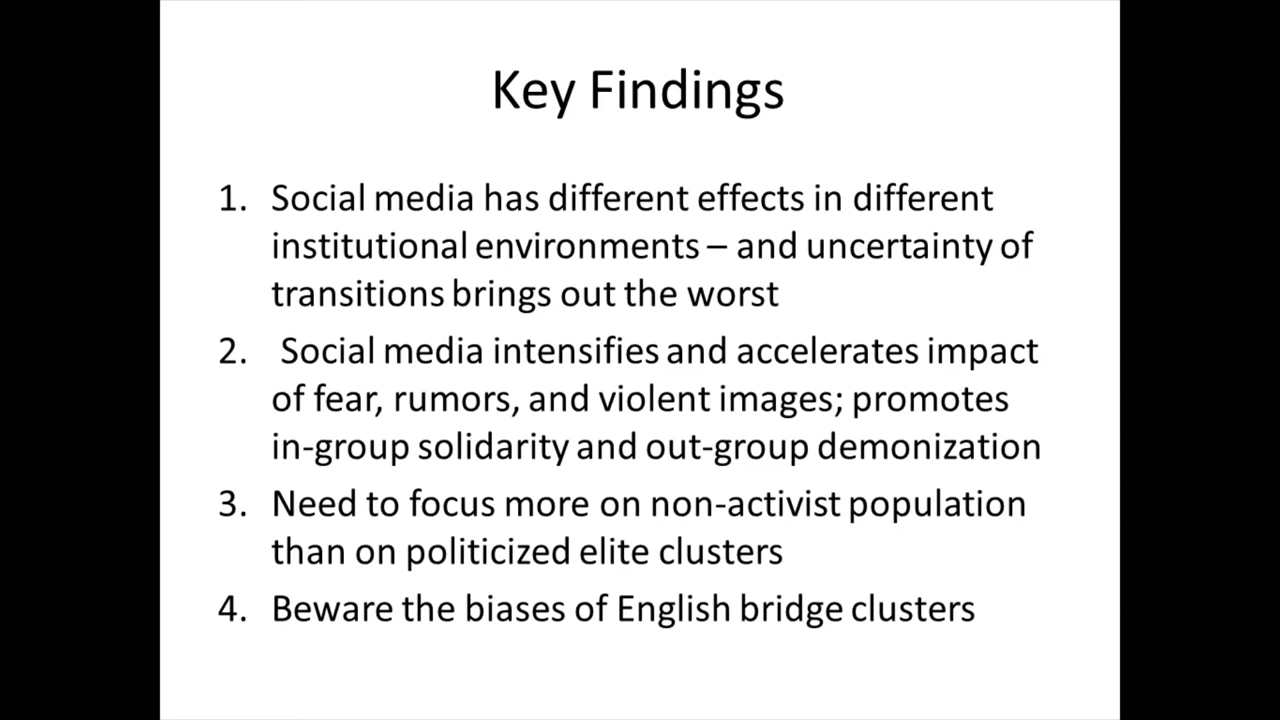 Key Findings
1. Social media has different effects in different
institutional environments – and uncertainty of
transitions brings out the worst
2. Social media intensifies and accelerates impact
of fear, rumors, and violent images; promotes
in-group solidarity and out-group demonization
3. Need to focus more on non-activist population
than on politicized elite clusters
4. Beware the biases of English bridge clusters